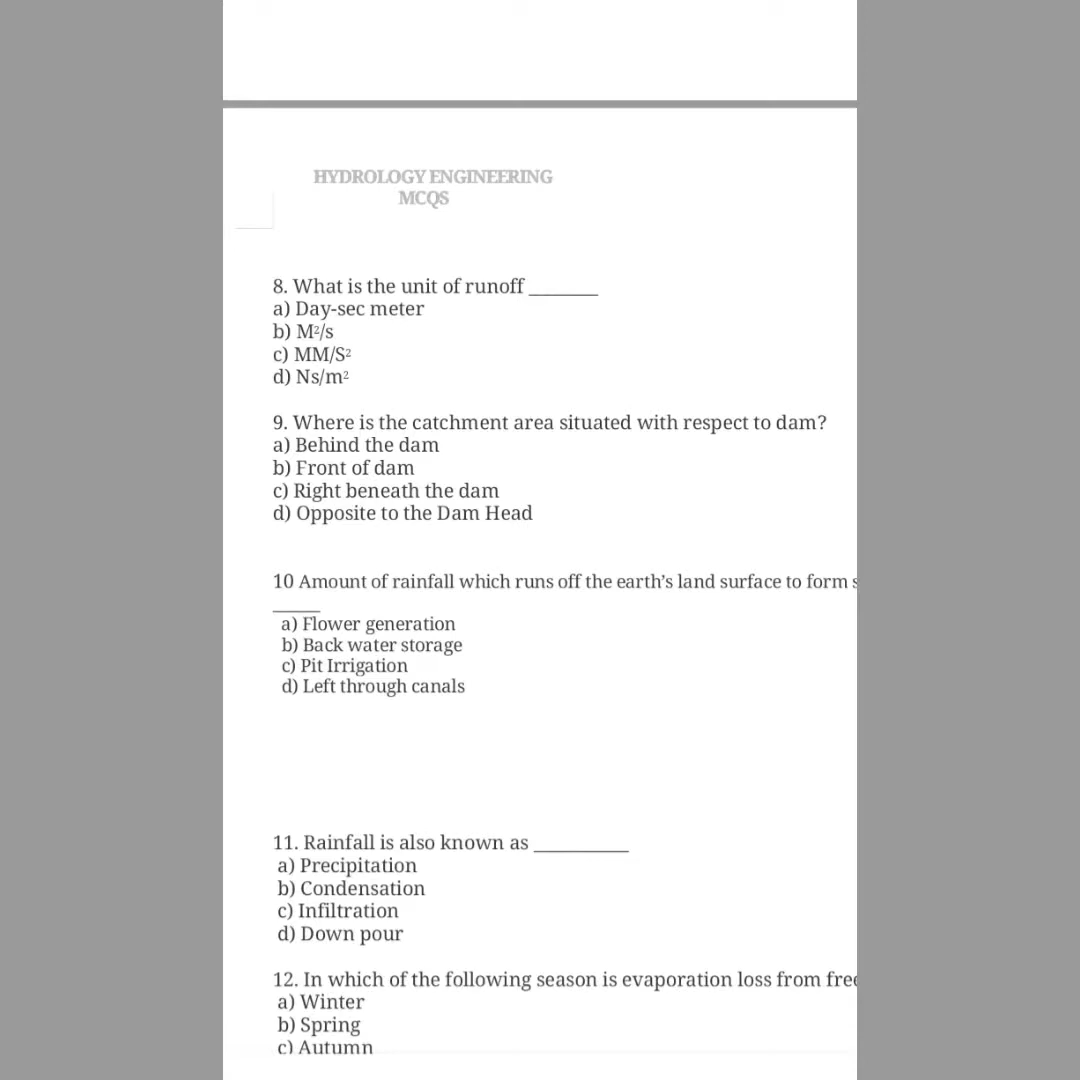 HYDROLOGY ENGINEERING
MCQS
8. What is the unit of runoff ________
a) Day-sec meter
b) M²/s
c) MM/S²
d) Ns/m²
9. Where is the catchment area situated with respect to dam?
a) Behind the dam
b) Front of dam
c) Right beneath the dam
d) Opposite to the Dam Head
10 Amount of rainfall which runs off the earth’s land surface to form
______
a) Flower generation
b) Back water storage
c) Pit Irrigation
d) Left through canals
11. Rainfall is also known as ___________
a) Precipitation
b) Condensation
c) Infiltration
d) Down pour
12. In which of the following season is evaporation loss from
a) Winter
b) Spring
c) Autumn